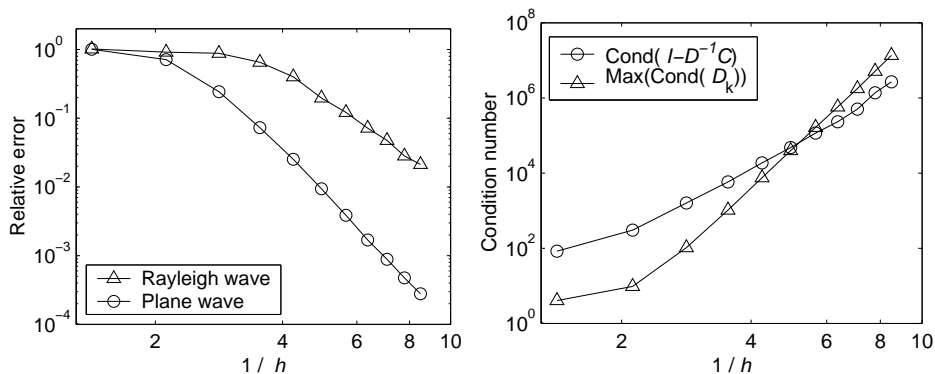 10^0
10^−1
10^−2
10^−3
10^−4
Relative error
Rayleigh wave
Plane wave
2 4 6 8 10
1 / h
10^8
10^6
10^4
10^2
10^0
Condition number
Cond( I−D^−1C)
Max(Cond( D_k))
2 4 6 8 10
1 / h